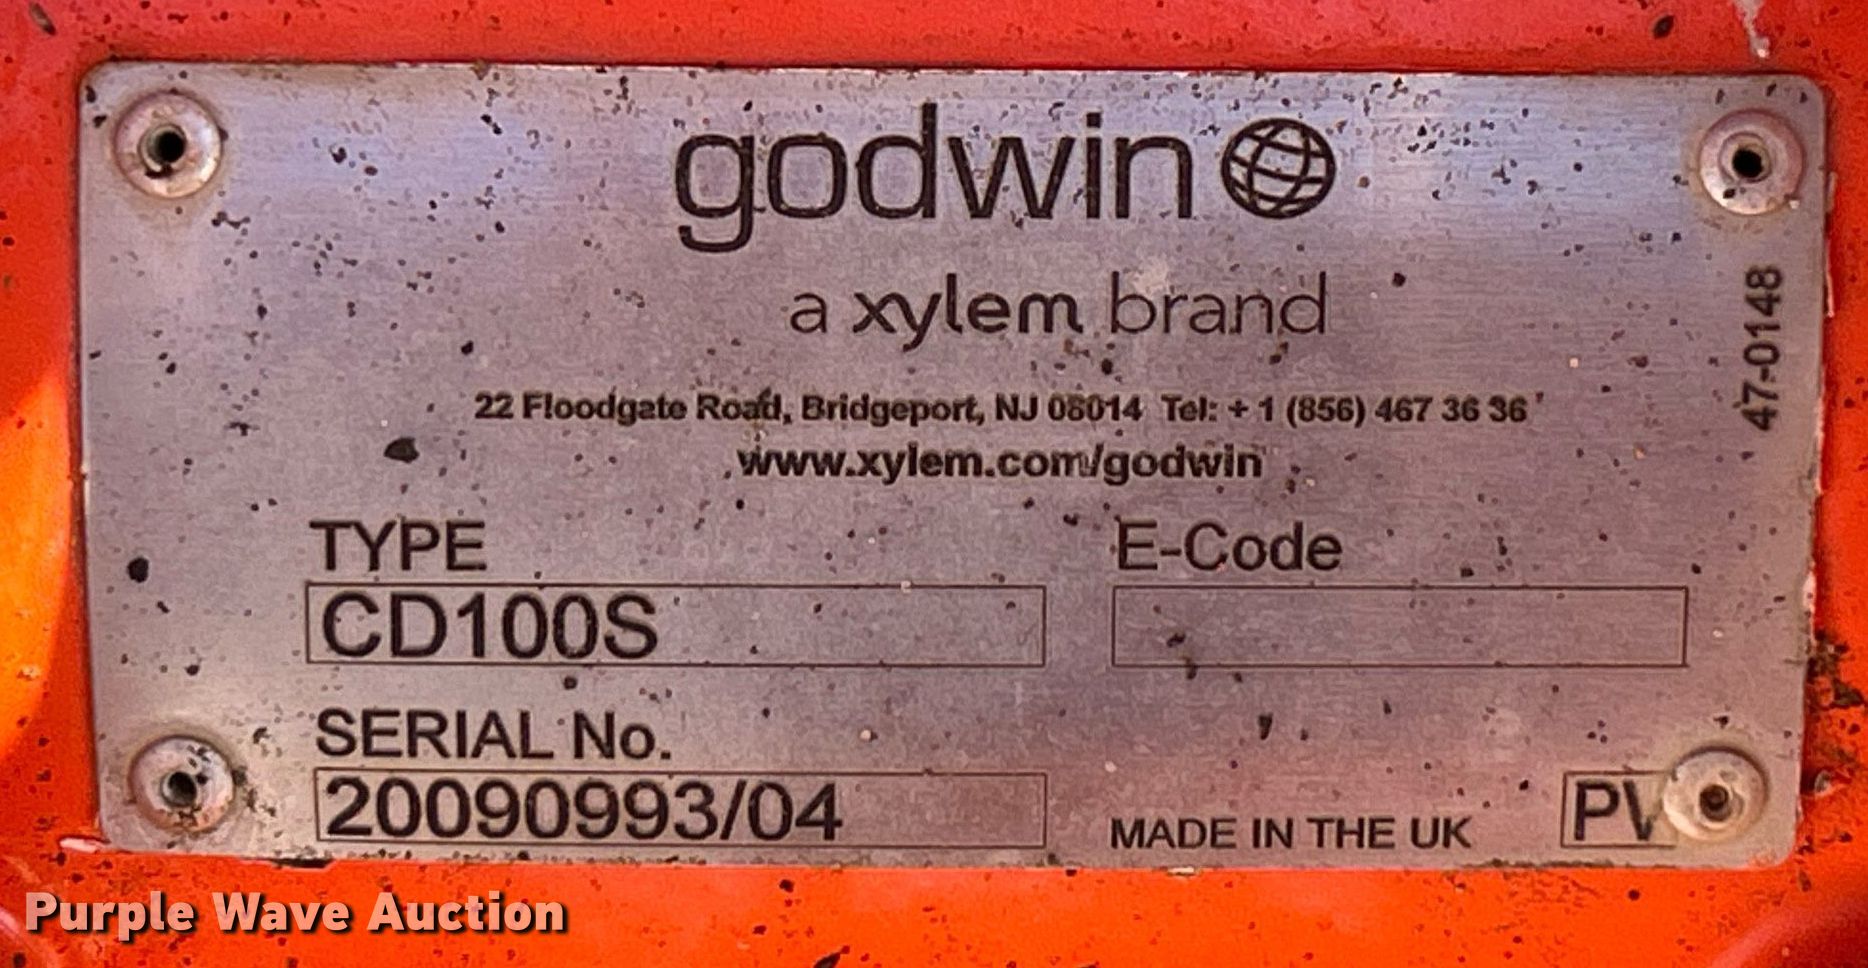 godwin
a xylem brand
22 Floodgate Road, Bridgeport, NJ 08014 Tel: + 1 (856) 467 36 36
www.xylem.com/godwin
47-0148
TYPE
CD100S
E-Code
SERIAL No.
20090993/04
MADE IN THE UK
Purple Wave Auction